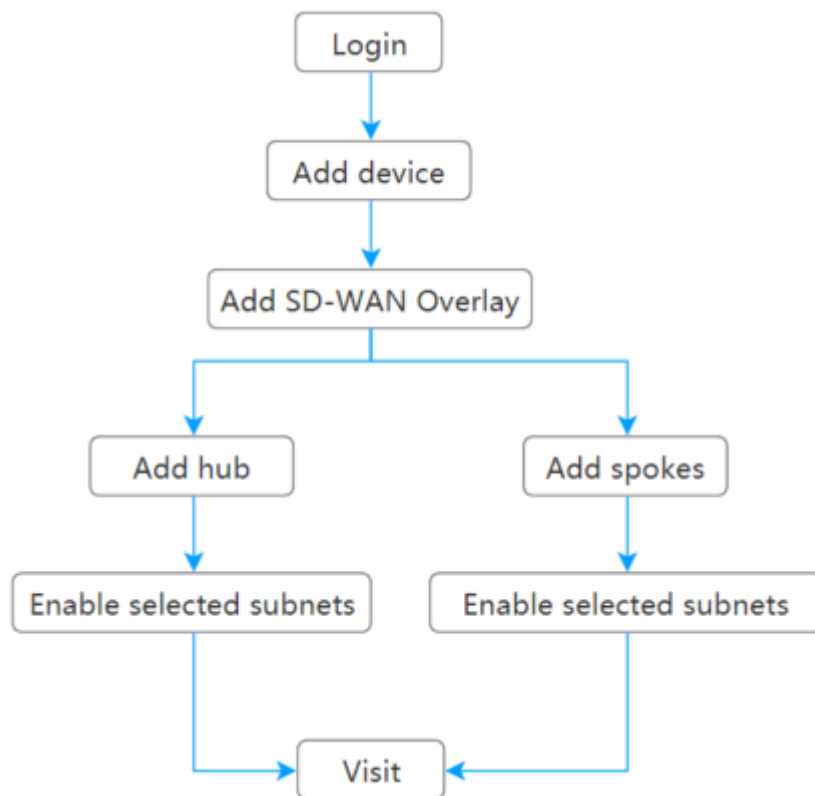 Login
Add device
Add SD-WAN Overlay
Add hub
Add spokes
Enable selected subnets
Enable selected subnets
Visit